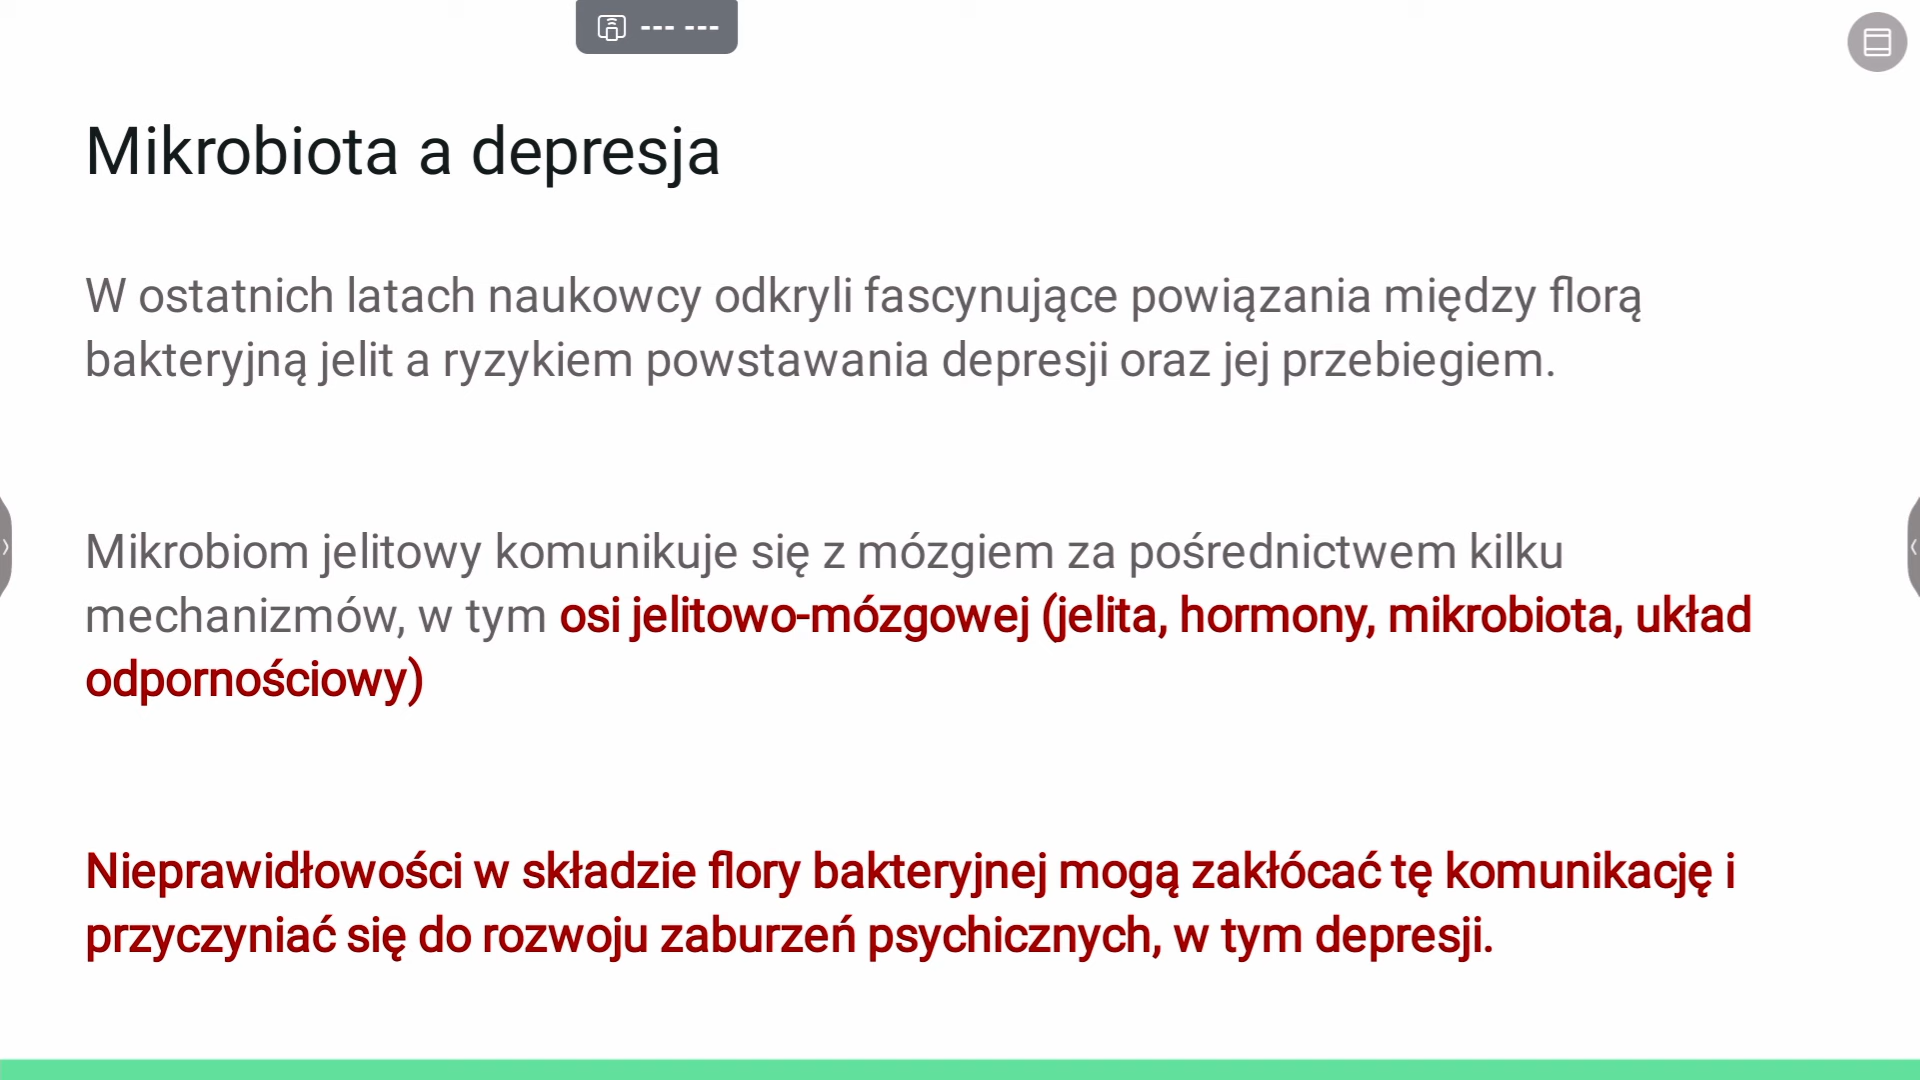 --- ---
Mikrobiota a depresja
W ostatnich latach naukowcy odkryli fascynujące powiązania między florą
bakteryjną jelit a ryzykiem powstawania depresji oraz jej przebiegiem.
Mikrobiom jelitowy komunikuje się z mózgiem za pośrednictwem kilku
mechanizmów, w tym osi jelitowo-mózgowej (jelita, hormony, mikrobiota, układ
odpornościowy)
Nieprawidłowości w składzie flory bakteryjnej mogą zakłócać tę komunikację i
przyczyniać się do rozwoju zaburzeń psychicznych, w tym depresji.